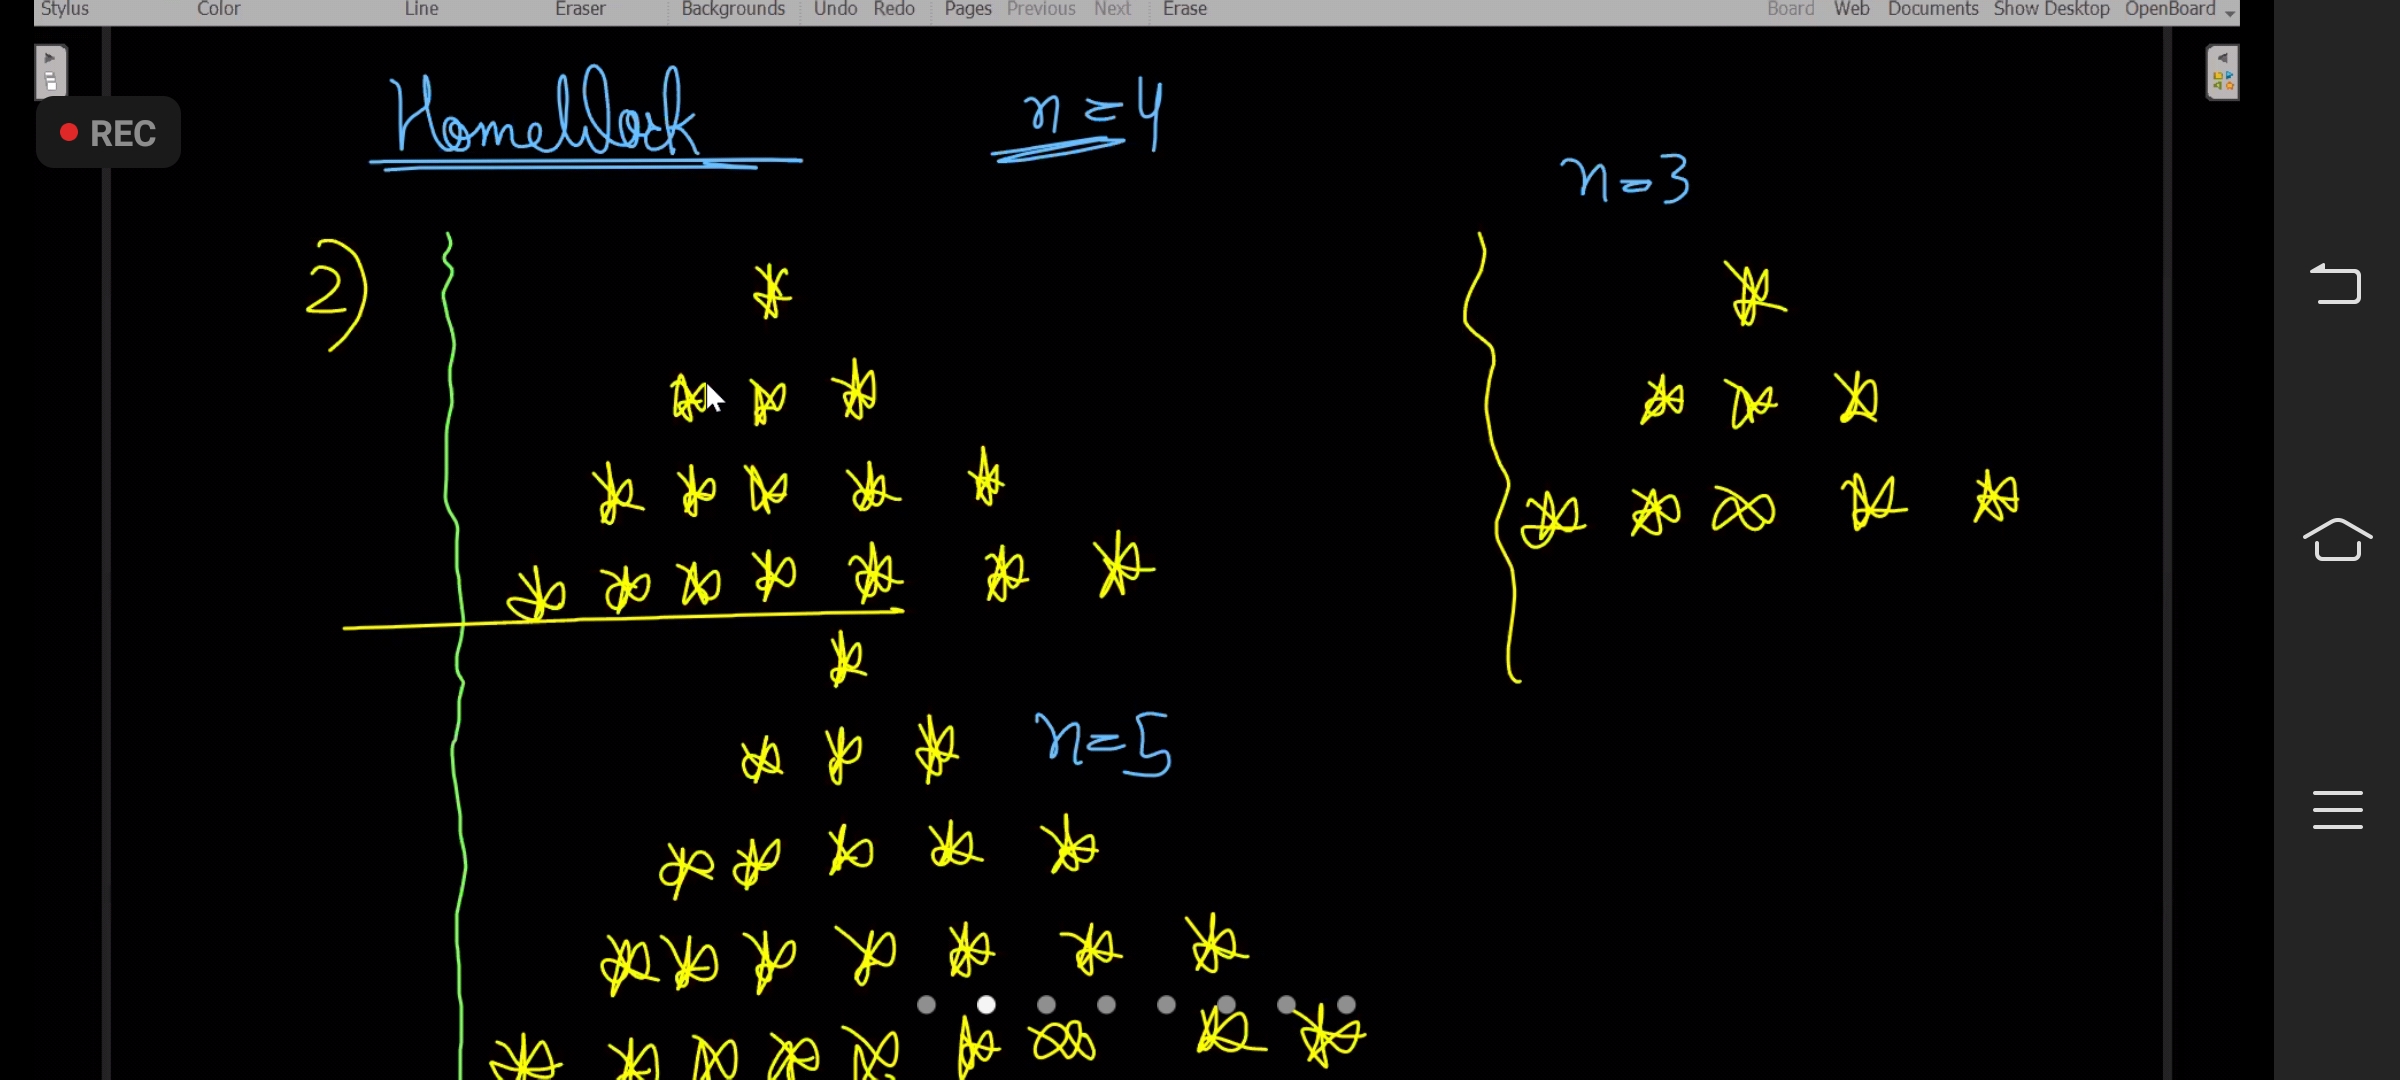 Stylus Color Line Eraser Backgrounds Undo Redo Pages Previous Next Erase Board Web Documents Show Desktop OpenBoard
REC
HomeWork n=4
n=3
2)
*
* * *
* * * * *
* * * * * * *
*
* * *
* * * * *
*
* * * n=5
* * * * *
* * * * * * *
* * * * * * * * *